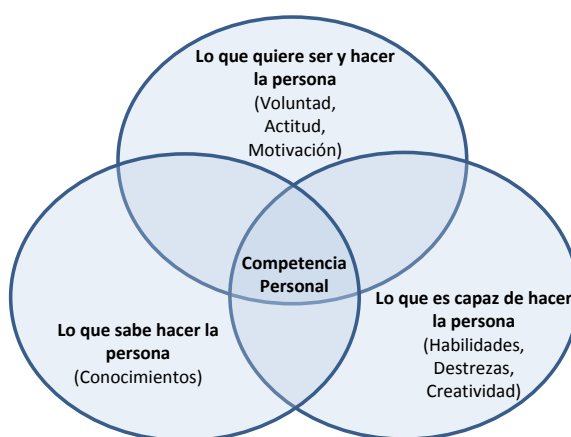 Lo que quiere ser y hacer
la persona
(Voluntad,
Actitud,
Motivación)
Competencia
Personal
Lo que sabe hacer la
persona
(Conocimientos)
Lo que es capaz de hacer
la persona
(Habilidades,
Destrezas,
Creatividad)